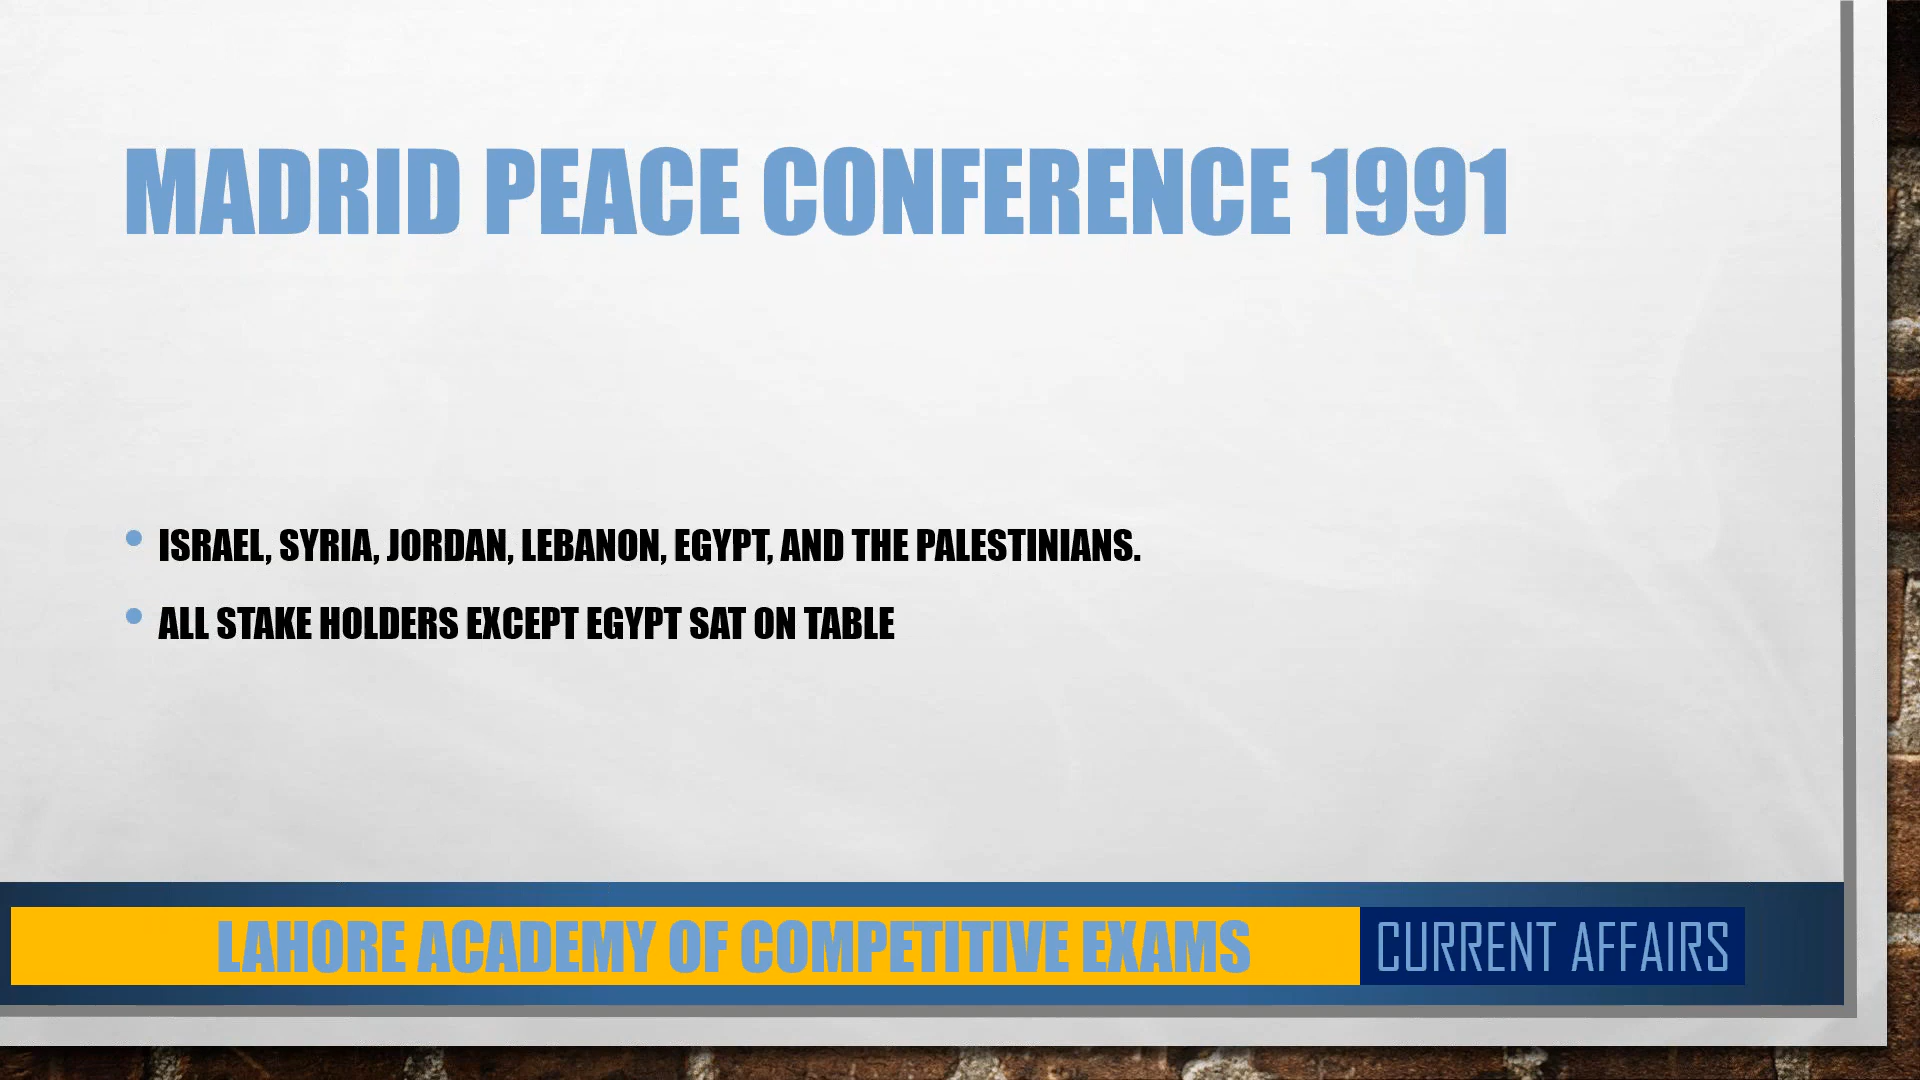 MADRID PEACE CONFERENCE 1991
• ISRAEL, SYRIA, JORDAN, LEBANON, EGYPT, AND THE PALESTINIANS.
• ALL STAKE HOLDERS EXCEPT EGYPT SAT ON TABLE
LAHORE ACADEMY OF COMPETITIVE EXAMS CURRENT AFFAIRS